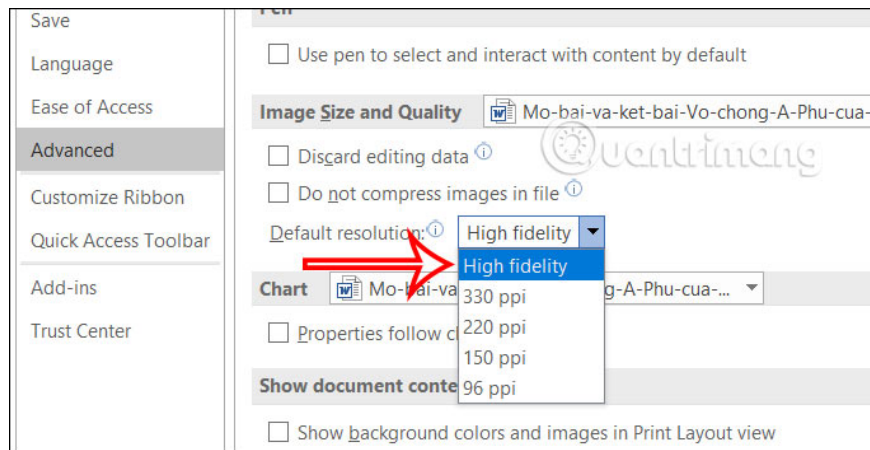 Save
Language
Ease of Access
Advanced
Customize Ribbon
Quick Access Toolbar
Add-ins
Trust Center
Pen
Use pen to select and interact with content by default
Image Size and Quality Mo-bai-va-ket-bai-Vo-chong-A-Phu-cua-
Discard editing data
Quantrimang
Do not compress images in file
Default resolution: High fidelity
High fidelity
Chart Mo-bai-va g-A-Phu-cua-...
330 ppi
Properties follow c
220 ppi
150 ppi
Show document conte
96 ppi
Show background colors and images in Print Layout view